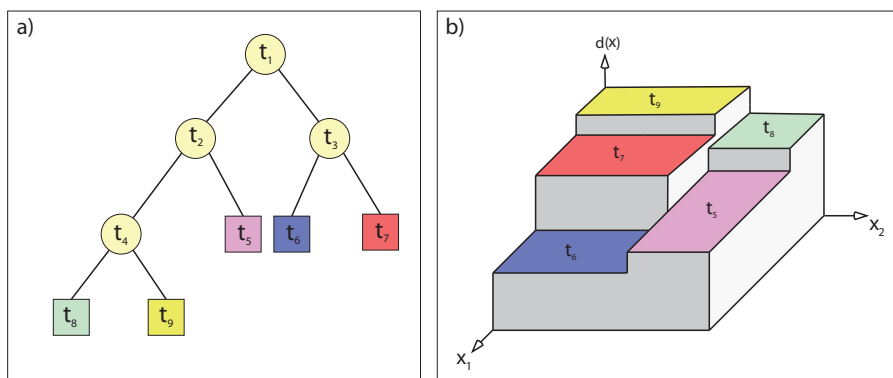 a)
t₁
t₂
t₃
t₄
t₅
t₆
t₇
t₈
t₉
b)
d(x)
t₉
t₈
t₇
t₅
x₂
t₆
x₁